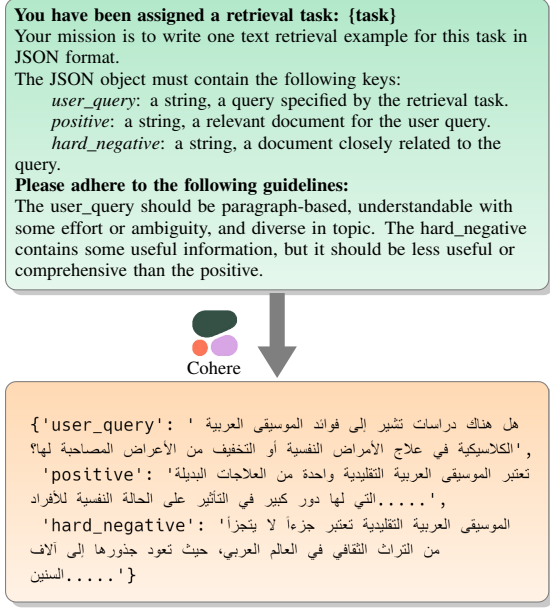 You have been assigned a retrieval task: {task}
Your mission is to write one text retrieval example for this task in
JSON format.
The JSON object must contain the following keys:
user_query: a string, a query specified by the retrieval task.
positive: a string, a relevant document for the user query.
hard_negative: a string, a document closely related to the
query.
Please adhere to the following guidelines:
The user_query should be paragraph-based, understandable with
some effort or ambiguity, and diverse in topic. The hard_negative
contains some useful information, but it should be less useful or
comprehensive than the positive.
Cohere
{'user_query': 'هل هناك دراسات تشير إلى فوائد الموسيقى العربية
الكلاسيكية في علاج الأمراض النفسية أو التخفيف من الأعراض المصاحبة لها؟',
'positive': 'تعتبر الموسيقى العربية التقليدية واحدة من العلاجات البديلة
التي لها دور كبير في التأثير على الحالة النفسية للأفراد.....',
'hard_negative': 'الموسيقى العربية التقليدية تعتبر جزءاً لا يتجزأ
من التراث الثقافي في العالم العربي، حيث تعود جذورها إلى آلاف
السنين.....'}